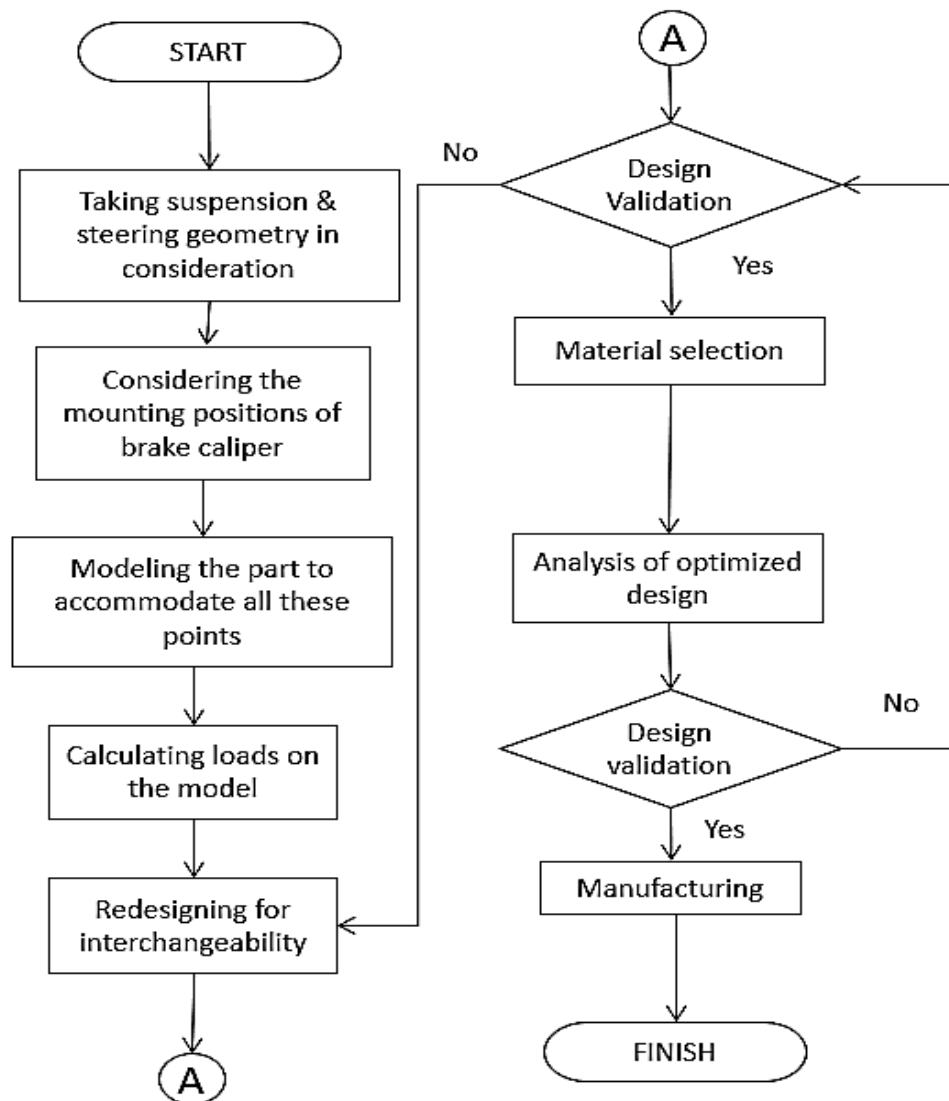 START
Taking suspension &
steering geometry in
consideration
Considering the
mounting positions of
brake caliper
Modeling the part to
accommodate all these
points
Calculating loads on
the model
Redesigning for
interchangeability
A
A
Design
Validation
No
Yes
Material selection
Analysis of optimized
design
Design
validation
No
Yes
Manufacturing
FINISH